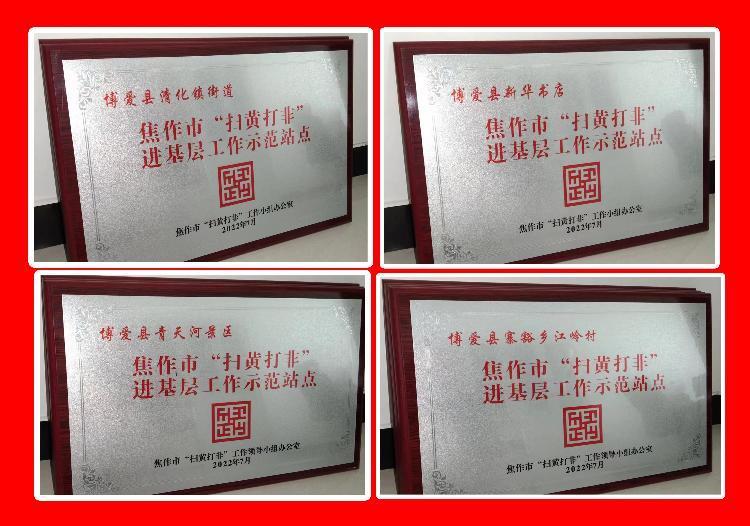 博爱县清化镇街道
焦作市“扫黄打非”
进基层工作示范站点
焦作市“扫黄打非”工作小组办公室
2022年7月
博爱县新华书店
焦作市“扫黄打非”
进基层工作示范站点
焦作市“扫黄打非”工作小组办公室
2022年7月
博爱县青天河景区
焦作市“扫黄打非”
进基层工作示范站点
焦作市“扫黄打非”工作领导小组办公室
2022年7月
博爱县寨豁乡江岭村
焦作市“扫黄打非”
进基层工作示范站点
焦作市“扫黄打非”工作领导小组办公室
2022年7月